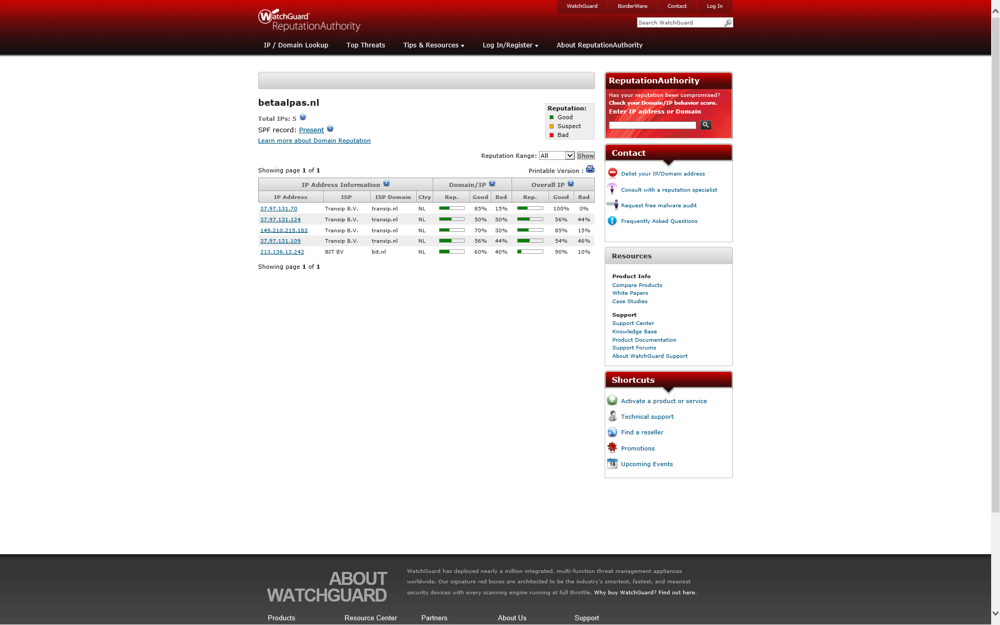 WatchGuard BorderWare Contact Log In
WatchGuard
ReputationAuthority
Search WatchGuard
IP / Domain Lookup Top Threats Tips & Resources Log In/Register About ReputationAuthority
betaalpas.nl
Total IPs: 5
SPF record: Present
Learn more about Domain Reputation
Reputation:
Good
Suspect
Bad
Reputation Range: All Show
Showing page 1 of 1
Printable Version :
IP Address Information Domain/IP Overall IP
IP Address ISP ISP Domain Ctry Rep. Good Bad Rep. Good Bad
37.97.131.70 Transip B.V. transip.nl NL 85% 15% 100% 0%
37.97.131.124 Transip B.V. transip.nl NL 50% 50% 56% 44%
149.210.215.183 Transip B.V. transip.nl NL 70% 30% 85% 15%
37.97.131.109 Transip B.V. transip.nl NL 56% 44% 54% 46%
213.136.12.242 BIT BV bit.nl NL 60% 40% 90% 10%
Showing page 1 of 1
ReputationAuthority
Has your reputation been compromised?
Check your Domain/IP behavior score.
Enter IP address or Domain
Contact
Delist your IP/Domain address
Consult with a reputation specialist
Request free malware audit
Frequently Asked Questions
Resources
Product Info
Compare Products
White Papers
Case Studies
Support
Support Center
Knowledge Base
Product Documentation
Support Forums
About WatchGuard Support
Shortcuts
Activate a product or service
Technical support
Find a reseller
Promotions
18
Upcoming Events
ABOUT
WATCHGUARD
WatchGuard has deployed nearly a million integrated, multi-function threat management appliances
worldwide. Our signature red boxes are architected to be the industry's smartest, fastest, and meanest
security devices with every scanning engine running at full throttle. Why buy WatchGuard? Find out here.
Products Resource Center Partners About Us Support